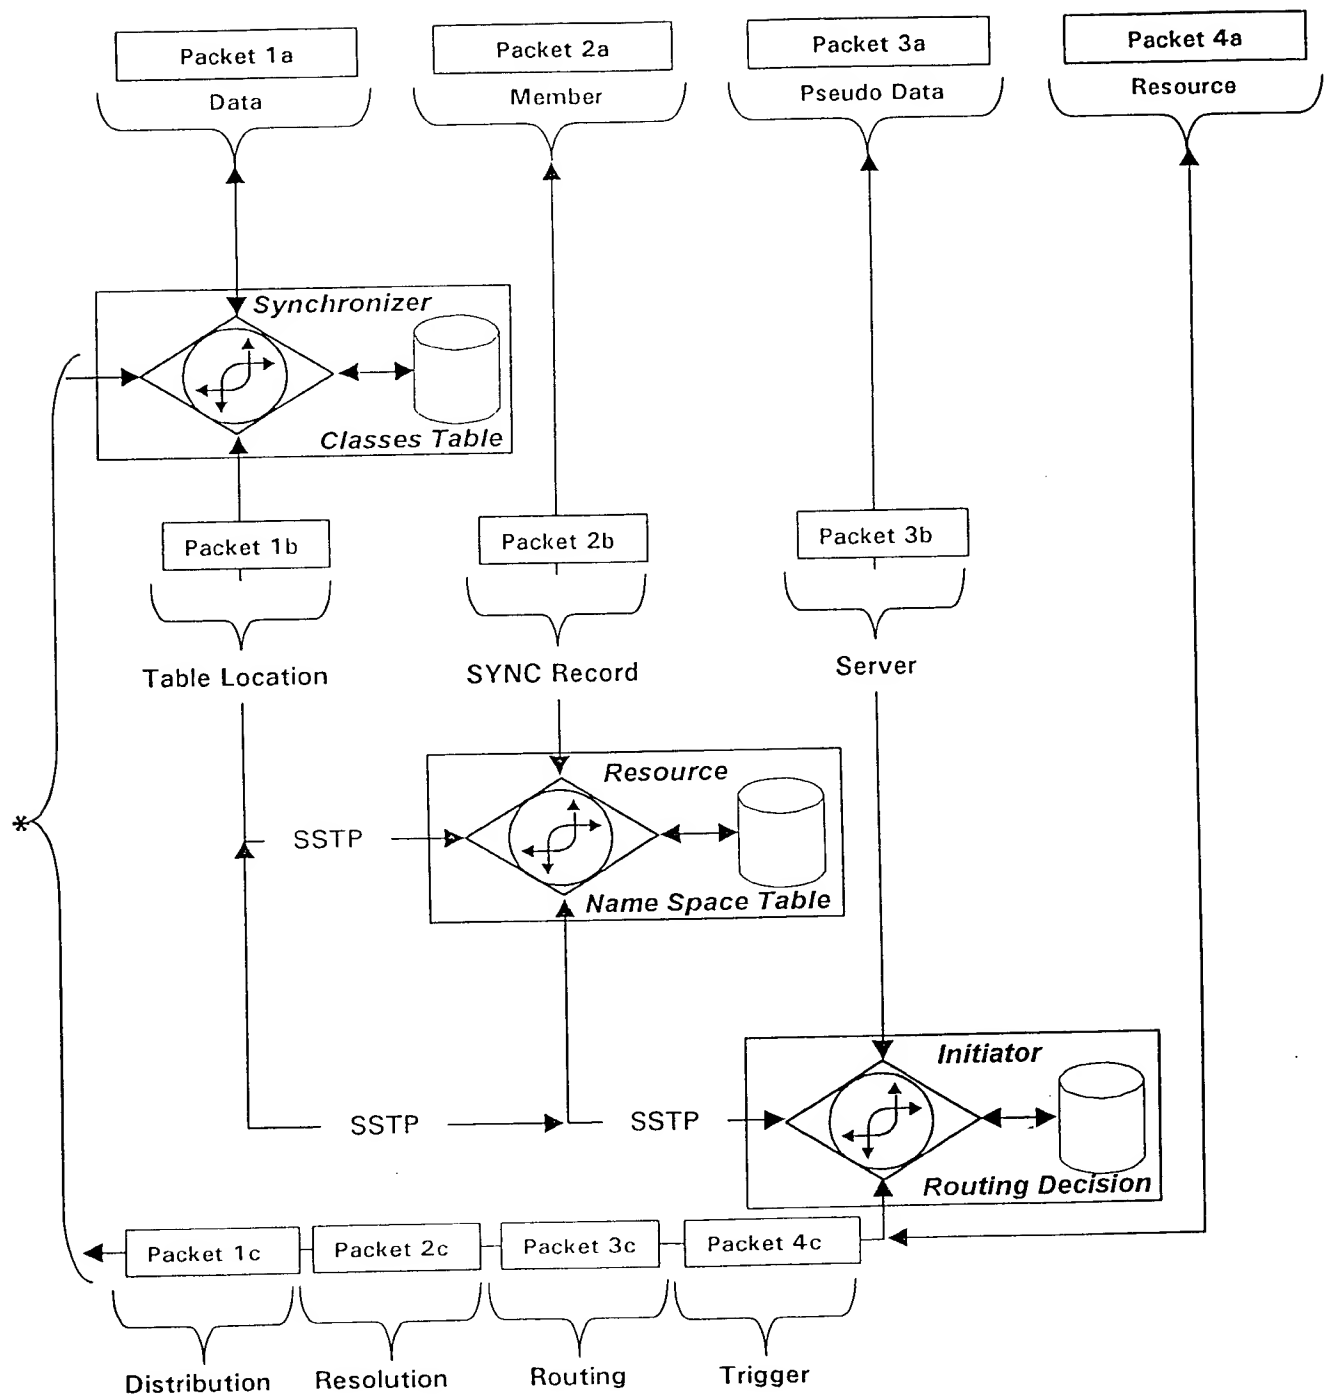 Packet 1a
Packet 2a
Packet 3a
Packet 4a
Data
Member
Pseudo Data
Resource
Synchronizer
Classes Table
Packet 1b
Packet 2b
Packet 3b
Table Location
SYNC Record
Server
Resource
*
SSTP
Name Space Table
Initiator
SSTP
SSTP
Routing Decision
Packet 1c
Packet 2c
Packet 3c
Packet 4c
Distribution
Resolution
Routing
Trigger